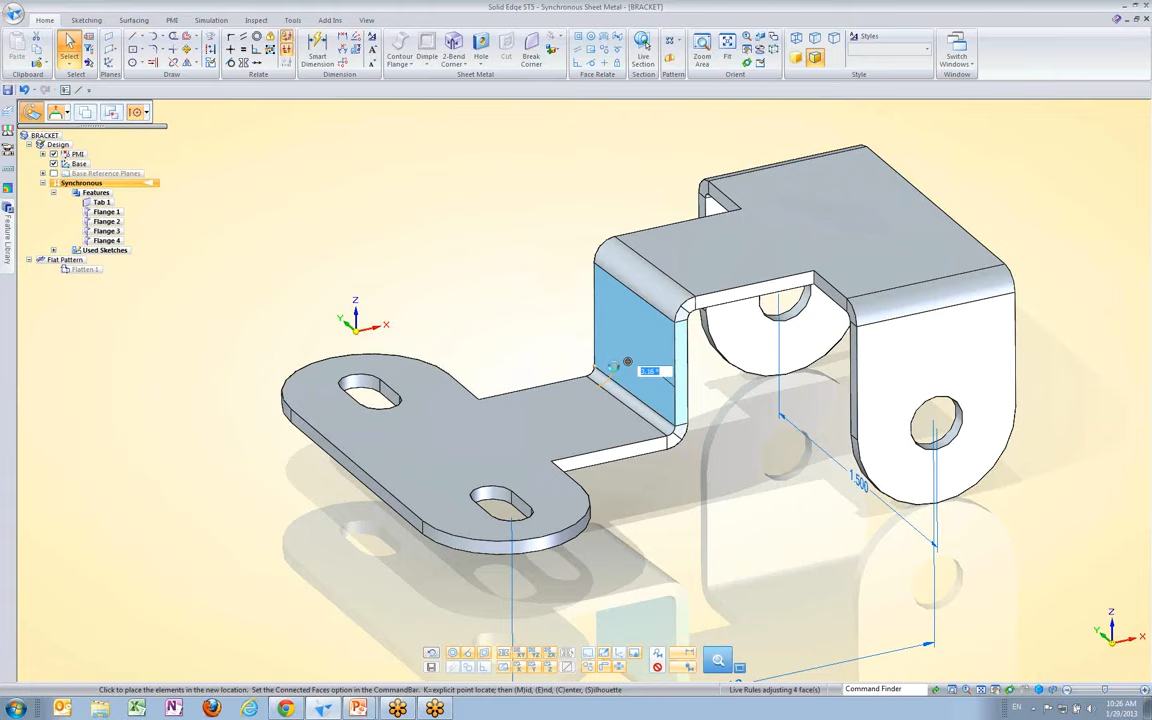 Solid Edge ST5 - Synchronous Sheet Metal - [BRACKET]
Home Sketching Surfacing PMI Simulation Inspect Tools Add Ins View
Paste
Select
Smart Dimension
Contour Flange
Dimple
2-Bend Corner
Hole
Cut
Break Corner
Live Section
Zoom Area
Fit
Styles
Switch Windows
Clipboard Select Planes Draw Relate Dimension Sheet Metal Face Relate Section Pattern Orient Style Window
BRACKET
Design
PMI
Base
Base Reference Planes
Synchronous
Features
Tab 1
Flange 1
Flange 2
Flange 3
Flange 4
Used Sketches
Flat Pattern
Flatten 1
Feature Library
Z
Y
X
1.500
Z
Y
X
Click to place the elements in the new location. Set the Connected Faces option in the CommandBar. K=explicit point locate; then (M)id, (E)nd, (C)enter, (S)ilhouette
Live Rules adjusting 4 face(s)
Command Finder
EN
10:26 AM
1/29/2013